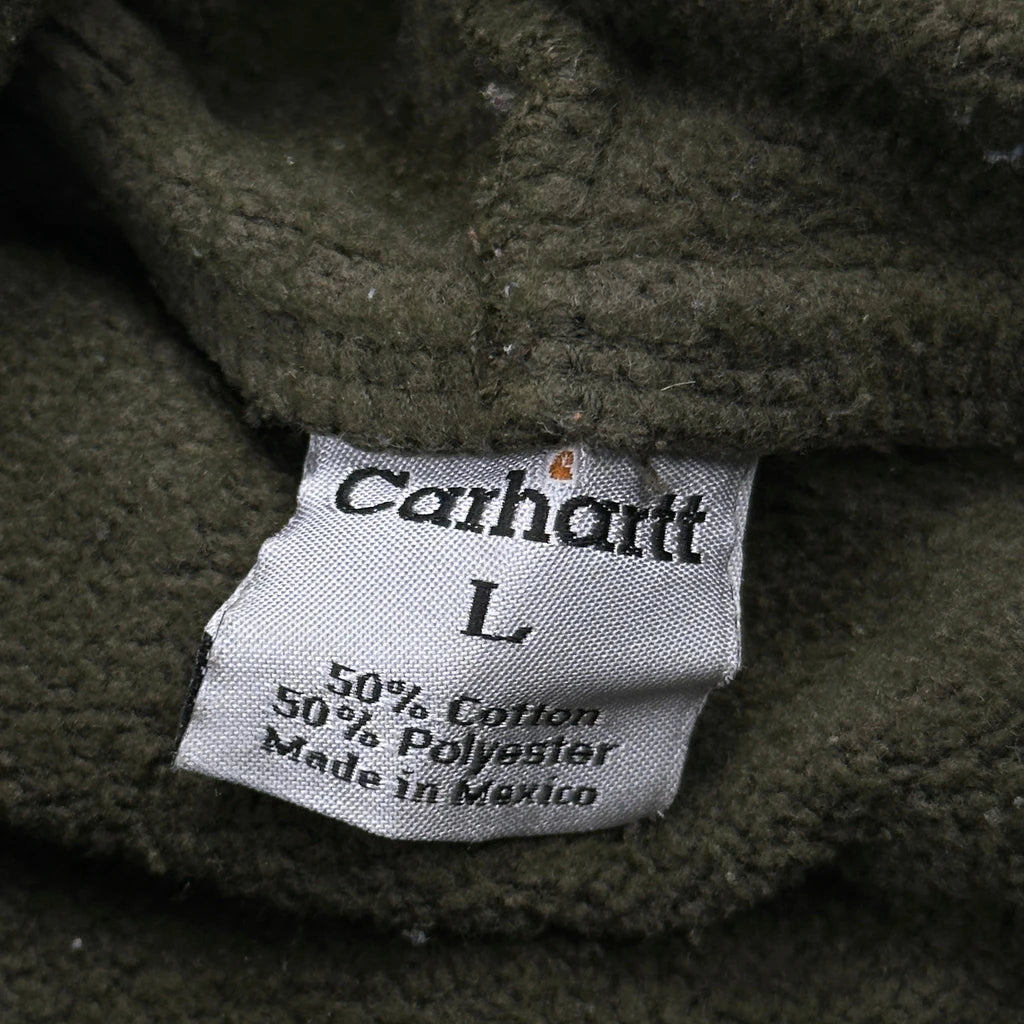 Carhartt
L
50% Cotton
50% Polyester
Made in Mexico